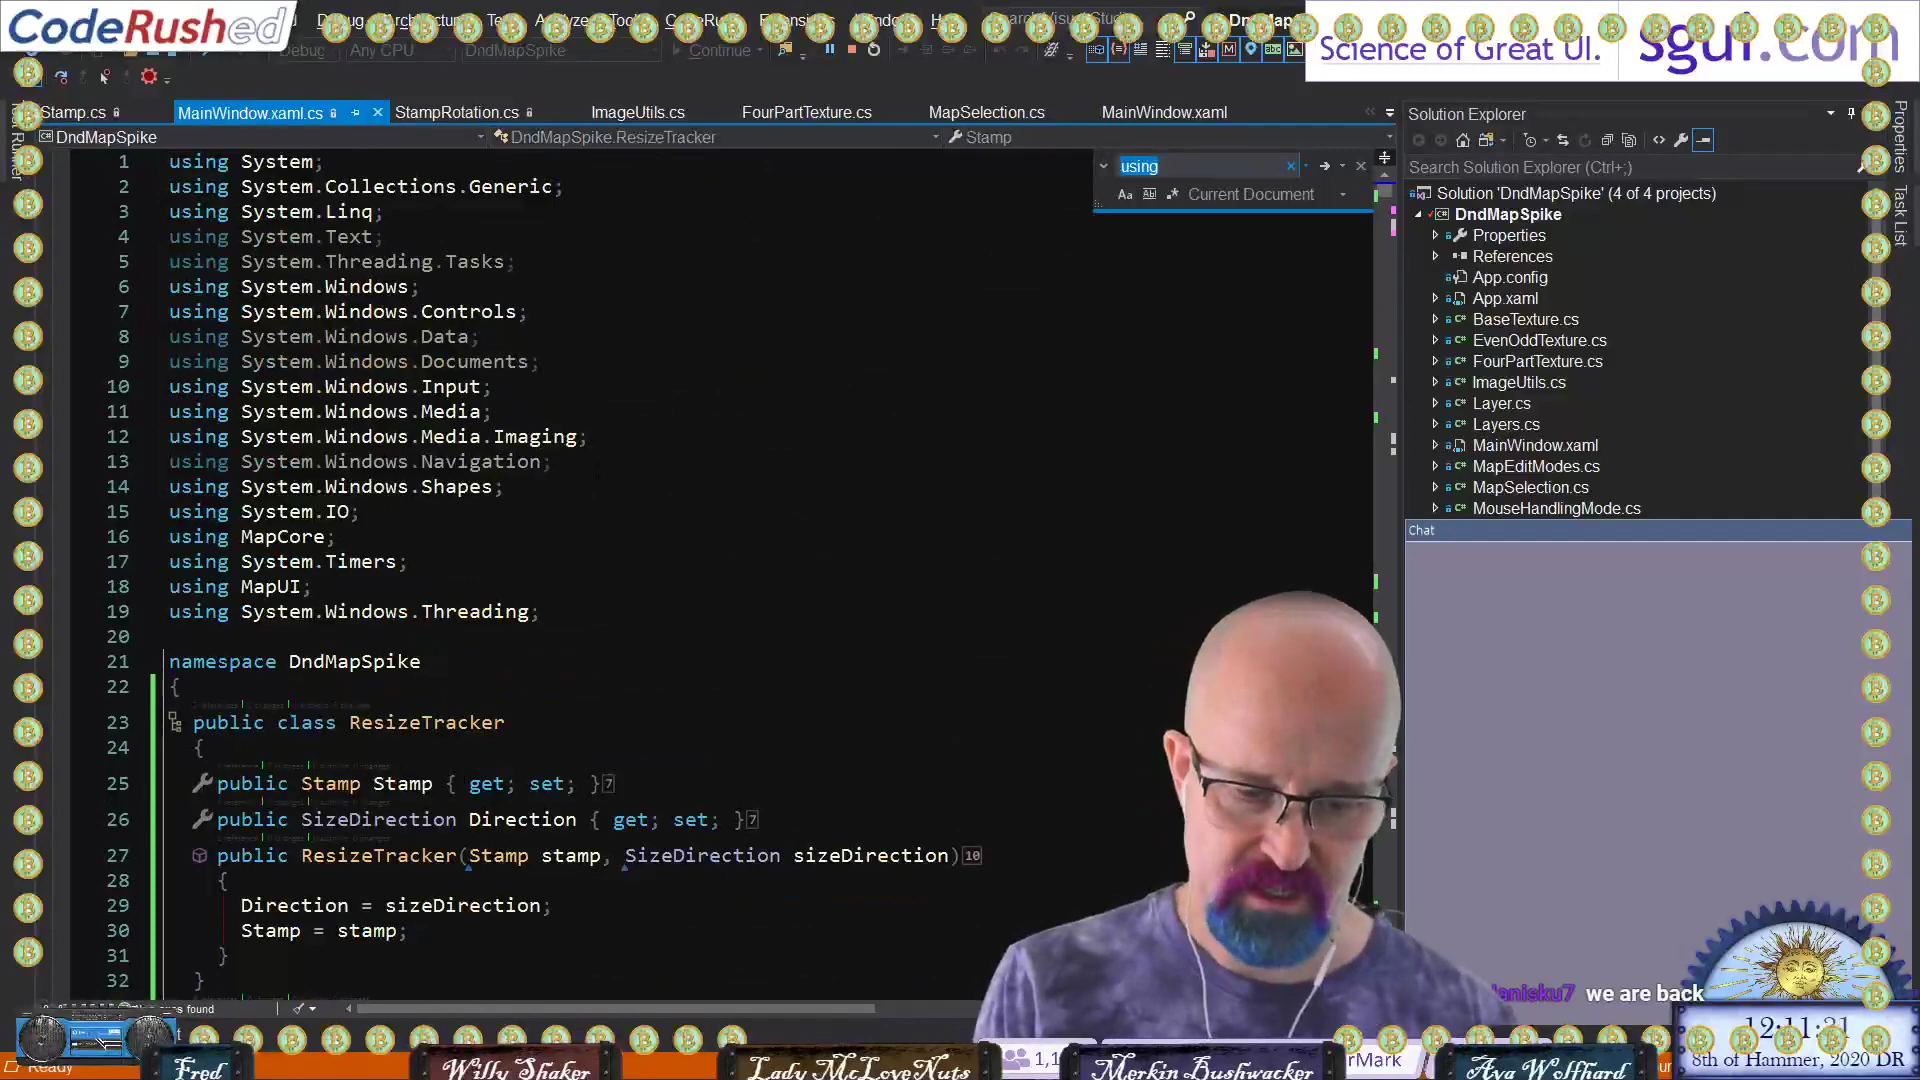 CodeRushed
Debug
Any CPU
DndMapSpike
Continue
Science of Great UI.
sgui.com
Stamp.cs
MainWindow.xaml.cs
StampRotation.cs
ImageUtils.cs
FourPartTexture.cs
MapSelection.cs
MainWindow.xaml
DndMapSpike
DndMapSpike.ResizeTracker
Stamp
using
Aa
Current Document
1 using System;
2 using System.Collections.Generic;
3 using System.Linq;
4 using System.Text;
5 using System.Threading.Tasks;
6 using System.Windows;
7 using System.Windows.Controls;
8 using System.Windows.Data;
9 using System.Windows.Documents;
10 using System.Windows.Input;
11 using System.Windows.Media;
12 using System.Windows.Media.Imaging;
13 using System.Windows.Navigation;
14 using System.Windows.Shapes;
15 using System.IO;
16 using MapCore;
17 using System.Timers;
18 using MapUI;
19 using System.Windows.Threading;
20
21 namespace DndMapSpike
22 {
23 public class ResizeTracker
24 {
25 public Stamp Stamp { get; set; } 7
26 public SizeDirection Direction { get; set; } 7
27 public ResizeTracker(Stamp stamp, SizeDirection sizeDirection) 10
28 {
29 Direction = sizeDirection;
30 Stamp = stamp;
31 }
32 }
Solution Explorer
Search Solution Explorer (Ctrl+;)
Solution 'DndMapSpike' (4 of 4 projects)
DndMapSpike
Properties
References
App.config
App.xaml
BaseTexture.cs
EvenOddTexture.cs
FourPartTexture.cs
ImageUtils.cs
Layer.cs
Layers.cs
MainWindow.xaml
MapEditModes.cs
MapSelection.cs
MouseHandlingMode.cs
Properties
Task List
Chat
we are back
8th of Hammer, 2020 DR
found
Ready
Fred
Willy Shaker
Lady McLoveNuts
Merkin Bushwacker
Ava Wolfhard